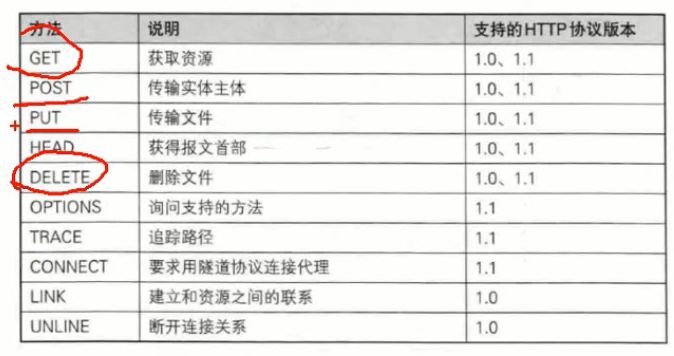 方法 说明 支持的HTTP协议版本
GET 获取资源 1.0、1.1
POST 传输实体主体 1.0、1.1
PUT 传输文件 1.0、1.1
HEAD 获得报文首部 1.0、1.1
DELETE 删除文件 1.0、1.1
OPTIONS 询问支持的方法 1.1
TRACE 追踪路径 1.1
CONNECT 要求用隧道协议连接代理 1.1
LINK 建立和资源之间的联系 1.0
UNLINE 断开连接关系 1.0